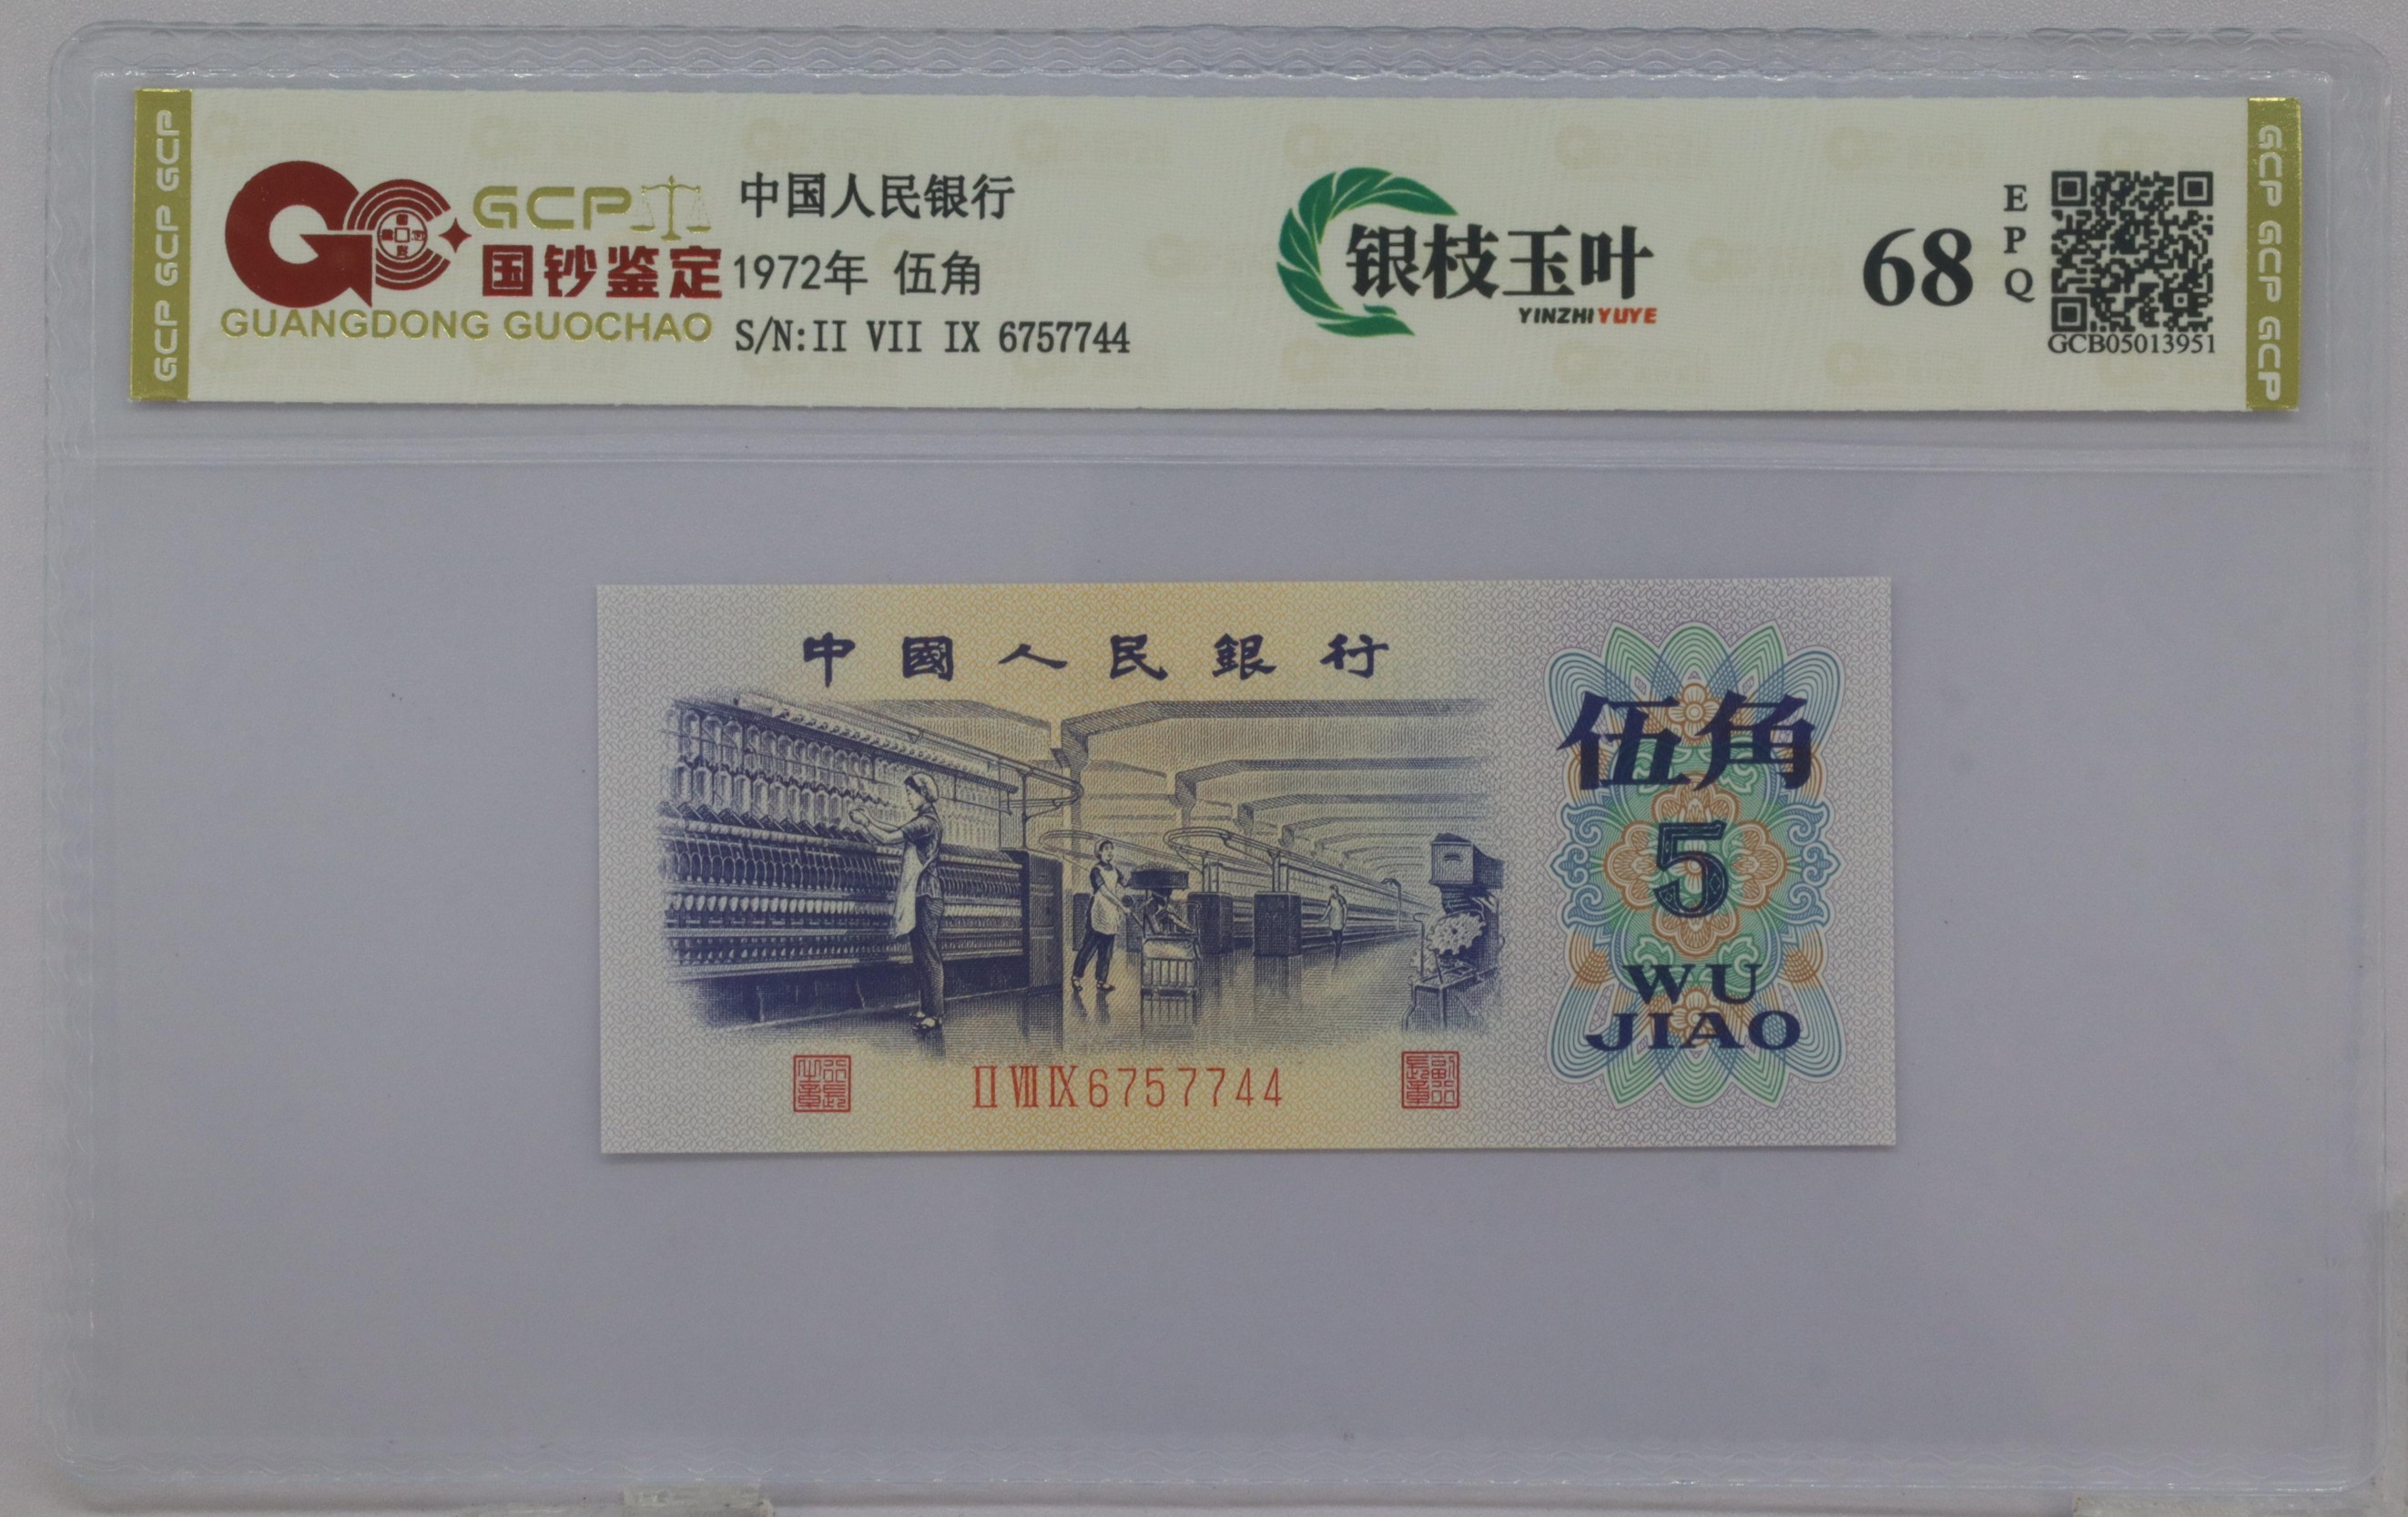 GCP GCP GCP
GCP
国钞鉴定
GUANGDONG GUOCHAO
中国人民银行
1972年 伍角
S/N:II VII IX 6757744
银枝玉叶
YINZHIYUYE
68
EPQ
GCB05013951
GCP GCP GCP
中國人民銀行
伍角
5
WU
JIAO
II VII IX 6757744